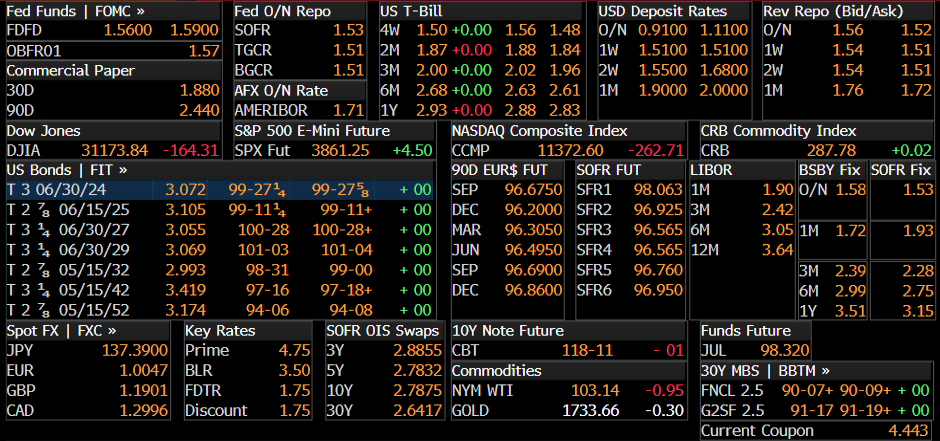 Fed Funds | FOMC »
FDFD 1.5600 1.5900
OBFR01 1.57
Commercial Paper
30D 1.880
90D 2.440
Fed O/N Repo
SOFR 1.53
TGCR 1.51
BGCR 1.51
AFX O/N Rate
AMERIBOR 1.71
US T-Bill
4W 1.50 +0.00 1.56 1.48
2M 1.87 +0.00 1.88 1.84
3M 2.00 +0.00 2.02 1.96
6M 2.68 +0.00 2.63 2.61
1Y 2.93 +0.00 2.88 2.83
USD Deposit Rates
O/N 0.9100 1.1100
1W 1.5100 1.5100
2W 1.5500 1.6800
1M 1.9000 2.0000
Rev Repo (Bid/Ask)
O/N 1.56 1.52
1W 1.54 1.51
2W 1.54 1.51
1M 1.76 1.72
Dow Jones
DJIA 31173.84 -164.31
S&P 500 E-Mini Future
SPX Fut 3861.25 +4.50
NASDAQ Composite Index
CCMP 11372.60 -262.71
CRB Commodity Index
CRB 287.78 +0.02
US Bonds | FIT »
T 3 06/30/24 3.072 99-27¼ 99-27⅝ + 00
T 2 ⅞ 06/15/25 3.105 99-11¼ 99-11+ + 00
T 3 ¼ 06/30/27 3.055 100-28 100-28+ + 00
T 3 ¼ 06/30/29 3.069 101-03 101-04 + 00
T 2 ⅞ 05/15/32 2.993 98-31 99-00 + 00
T 3 ¼ 05/15/42 3.419 97-16 97-18+ + 00
T 2 ⅞ 05/15/52 3.174 94-06 94-08 + 00
90D EUR$ FUT
SEP 96.6750
DEC 96.2000
MAR 96.3050
JUN 96.4950
SEP 96.6900
DEC 96.8600
SOFR FUT
SFR1 98.063
SFR2 96.925
SFR3 96.565
SFR4 96.565
SFR5 96.760
SFR6 96.950
LIBOR
1M 1.90
3M 2.42
6M 3.05
12M 3.64
BSBY Fix SOFR Fix
O/N 1.58 1.53
1M 1.72 1.93
3M 2.39 2.28
6M 2.99 2.75
1Y 3.51 3.15
Spot FX | FXC »
JPY 137.3900
EUR 1.0047
GBP 1.1901
CAD 1.2996
Key Rates
Prime 4.75
BLR 3.50
FDTR 1.75
Discount 1.75
SOFR OIS Swaps
3Y 2.8855
5Y 2.7832
10Y 2.7875
30Y 2.6417
10Y Note Future
CBT 118-11 - 01
Commodities
NYM WTI 103.14 -0.95
GOLD 1733.66 -0.30
Funds Future
JUL 98.320
30Y MBS | BBTM »
FNCL 2.5 90-07+ 90-09+ + 00
G2SF 2.5 91-17 91-19+ + 00
Current Coupon 4.443